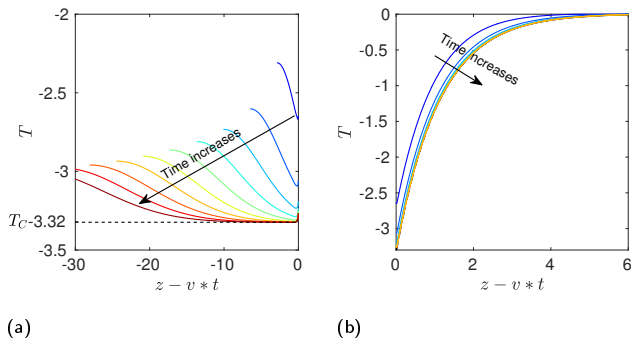 -2
-2.5
-3
T_C-3.32
-3.5
T
-30
-20
-10
0
z − v ∗ t
Time increases
(a)
0
-0.5
-1
-1.5
-2
-2.5
-3
T
0
2
4
6
z − v ∗ t
Time increases
(b)